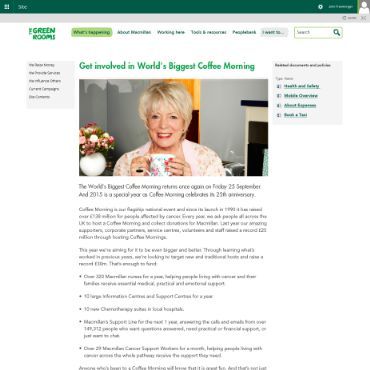 Site
THE GREEN
ROOMS
What's happening
About Macmillan
Working here
Tools & resources
Peoplebank
I want to...
Search
We Raise Money
We Provide Services
We Influence Others
Current Campaigns
Site Contents
Get involved in World's Biggest Coffee Morning
The World's Biggest Coffee Morning returns once again on Friday 25 September.
And 2015 is a special year as Coffee Morning celebrates its 25th anniversary.
Coffee Morning is our flagship national event and since its launch in 1990 it has raised
over £138 million for people affected by cancer. Every year, we ask people all across the
UK to host a Coffee Morning and collect donations for Macmillan. Last year our amazing
supporters, corporate partners, service centres, volunteers and staff raised a record £25
million through hosting Coffee Mornings.
This year we're aiming for it to be even bigger and better. Through learning what's
worked in previous years, we're looking to target new and traditional hosts and raise a
record £30m. That's enough to fund:
Over 320 Macmillan nurses for a year, helping people living with cancer and their
families receive essential medical, practical and emotional support.
10 large Information Centres and Support Centres for a year
10 new Chemotherapy suites in local hospitals.
Macmillan's Support Line for the next 1 year, answering the calls and emails from over
149,312 people who want questions answered, need practical or financial support, or
just want to chat.
Over 29 Macmillan Cancer Support Workers for a month, helping people living with
cancer across the whole pathway receive the support they need.
Anyone who's been to a Coffee Morning will know that it is great fun. And that's not just
Related documents and policies
Type Name
Health and Safety
Mobile Overview
About Expenses
Book a Taxi